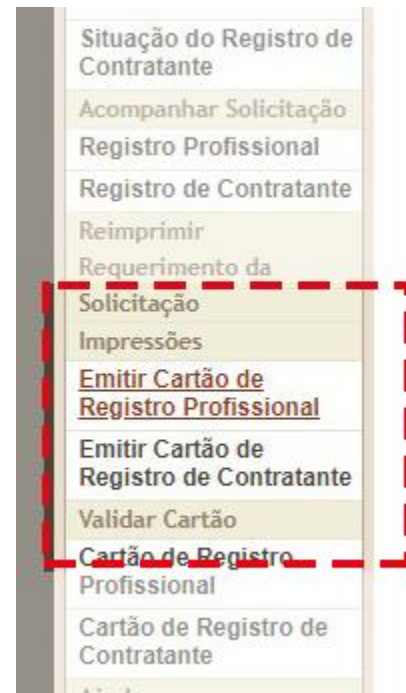 Situação do Registro de
Contratante
Acompanhar Solicitação
Registro Profissional
Registro de Contratante
Reimprimir
Requerimento da
Solicitação
Impressões
Emitir Cartão de
Registro Profissional
Emitir Cartão de
Registro de Contratante
Validar Cartão
Cartão de Registro
Profissional
Cartão de Registro de
Contratante